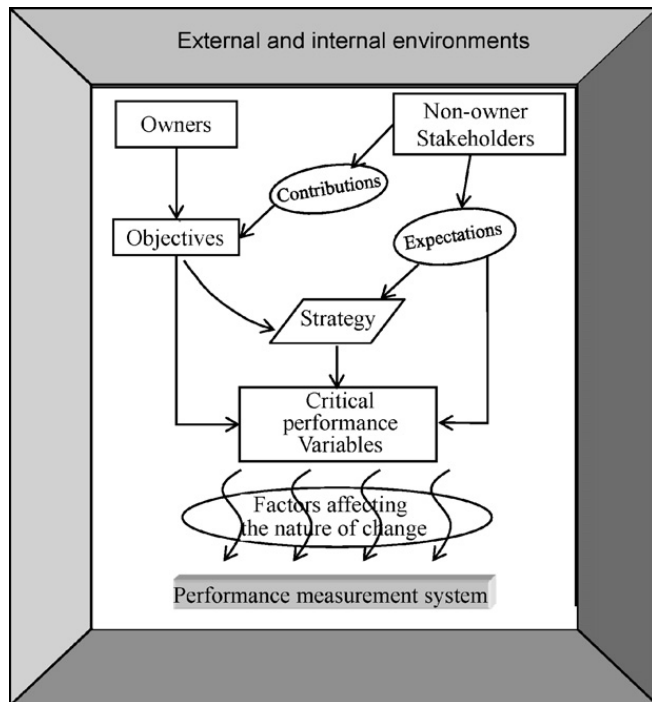 External and internal environments
Owners
Non-owner
Stakeholders
Contributions
Objectives
Expectations
Strategy
Critical
performance
Variables
Factors affecting
the nature of change
Performance measurement system